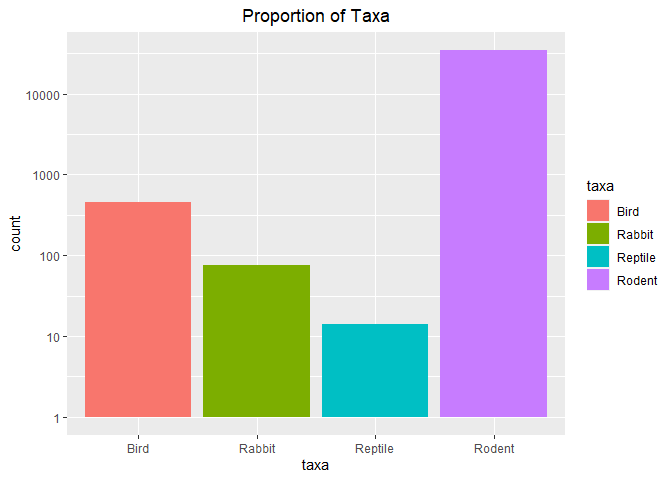 Proportion of Taxa
count
10000
1000
100
10
1
Bird
Rabbit
Reptile
Rodent
taxa
taxa
Bird
Rabbit
Reptile
Rodent